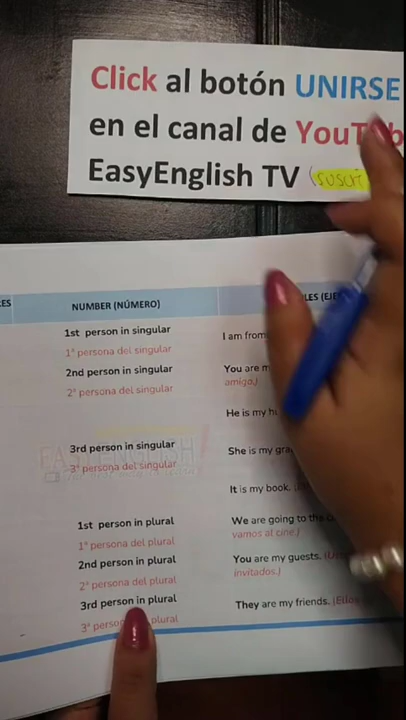 Click al botón UNIRSE
en el canal de
EasyEnglish TV
ES NUMBER (NÚMERO)
1st person in singular
1ª persona del singular
I am from
2nd person in singular
2ª persona del singular
You are
amigo.)
He is my
3rd person in singular
3ª persona del singular
She is my
It is my book.
1st person in plural
1ª persona del plural
We are going to
vamos al cine.)
2nd person in plural
2ª persona del plural
You are my guests.
invitados.)
3rd person in plural
3ª plural
They are my friends. (Ellos